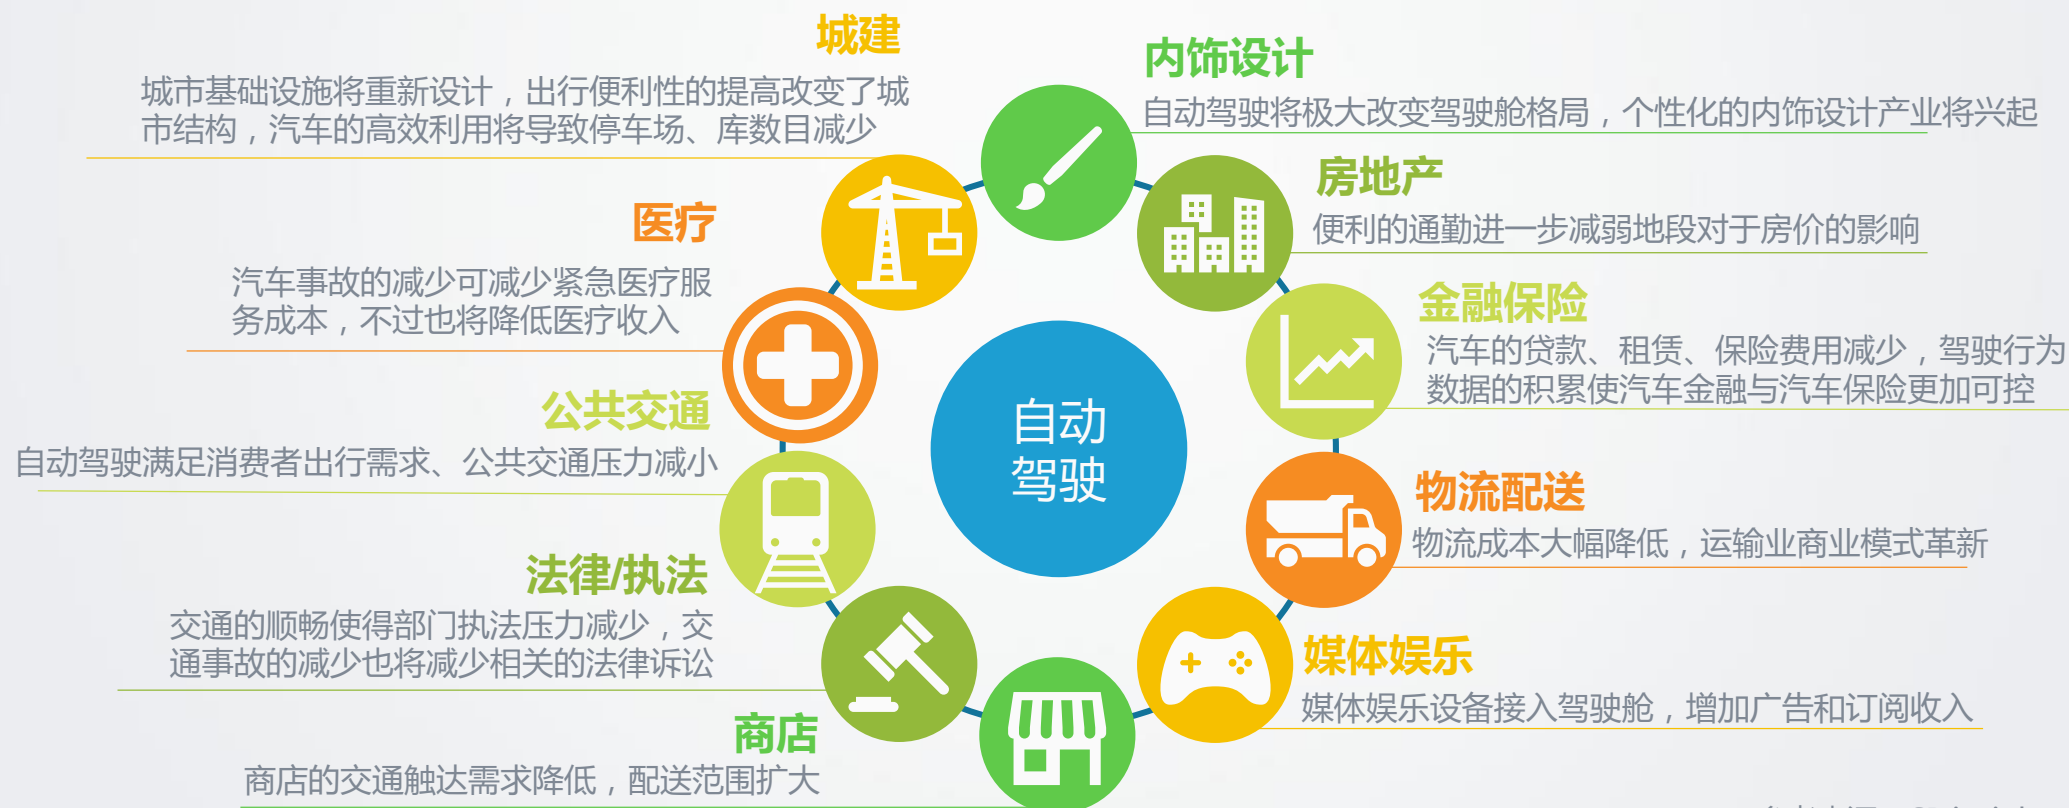 城建
城市基础设施将重新设计，出行便利性的提高改变了城
市结构，汽车的高效利用将导致停车场、库数目减少
医疗
汽车事故的减少可减少紧急医疗服
务成本，不过也将降低医疗收入
公共交通
自动驾驶满足消费者出行需求、公共交通压力减小
法律/执法
交通的顺畅使得部门执法压力减少，交
通事故的减少也将减少相关的法律诉讼
商店
商店的交通触达需求降低，配送范围扩大
自动
驾驶
内饰设计
自动驾驶将极大改变驾驶舱格局，个性化的内饰设计产业将兴起
房地产
便利的通勤进一步减弱地段对于房价的影响
金融保险
汽车的贷款、租赁、保险费用减少，驾驶行为
数据的积累使汽车金融与汽车保险更加可控
物流配送
物流成本大幅降低，运输业商业模式革新
媒体娱乐
媒体娱乐设备接入驾驶舱，增加广告和订阅收入